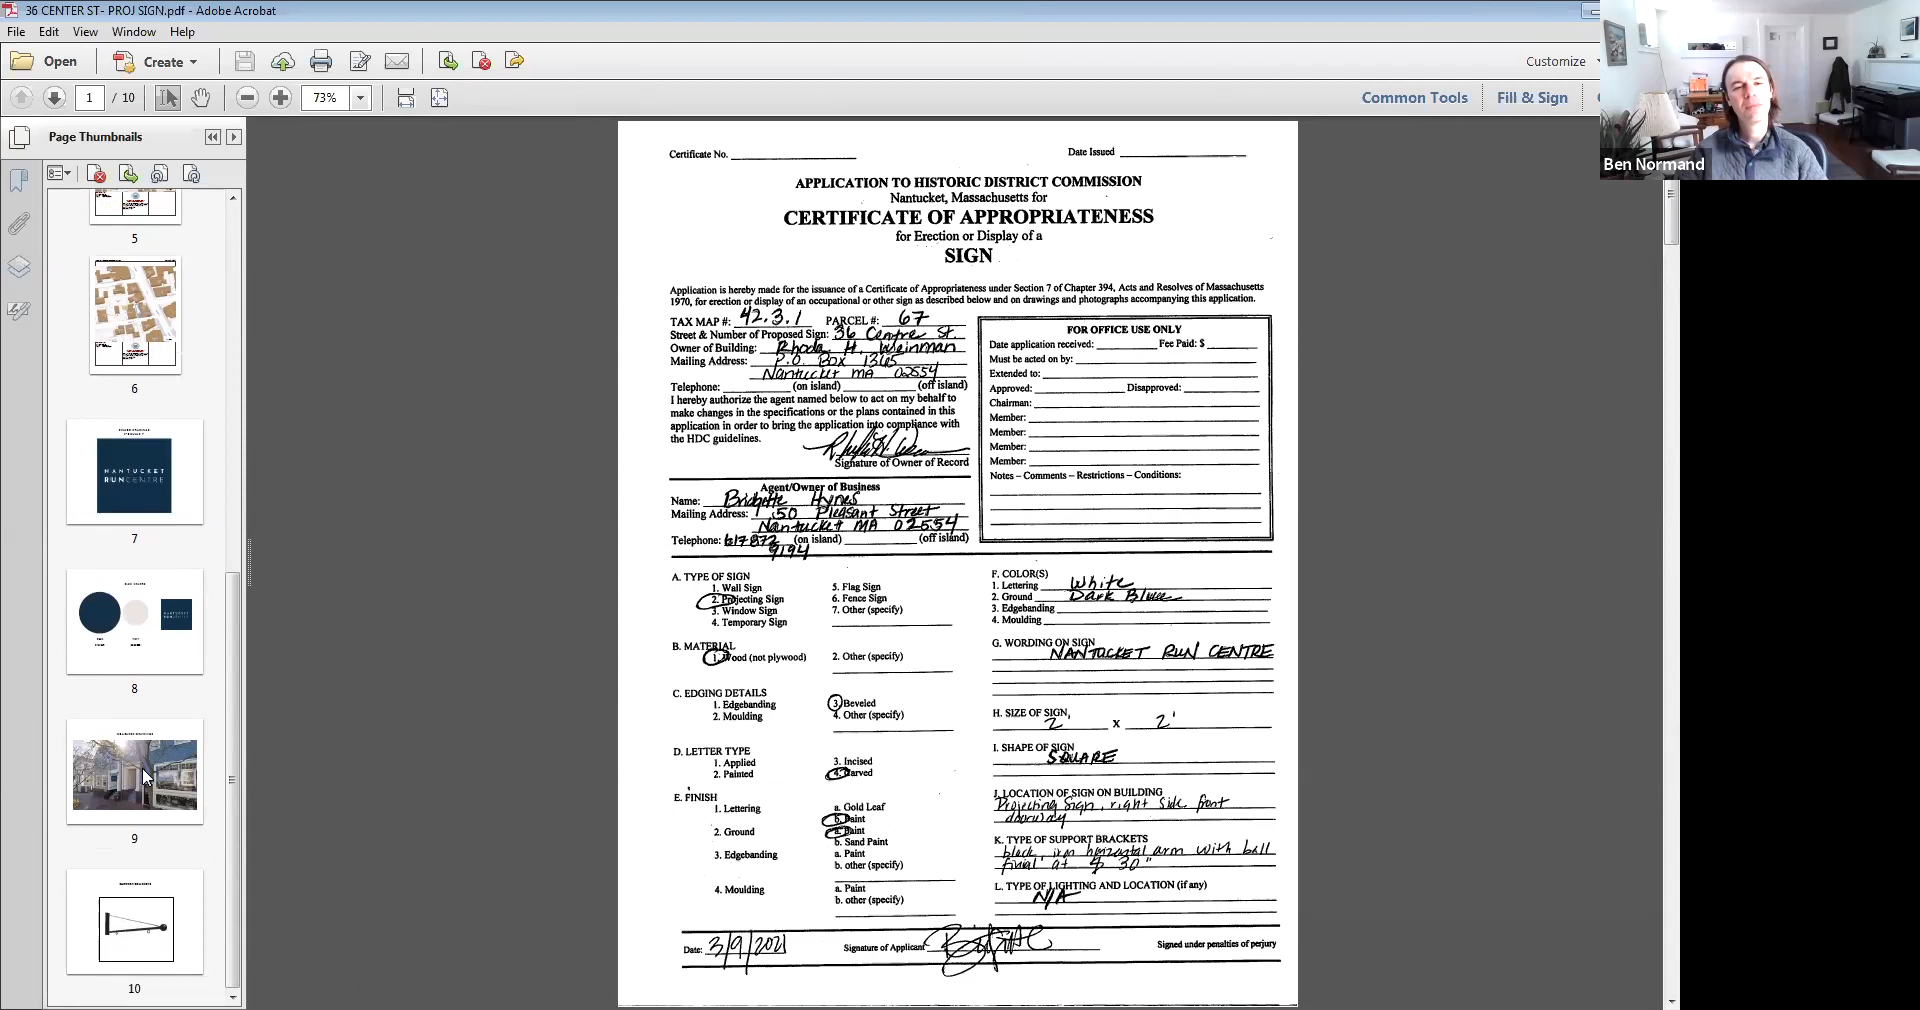 36 CENTER ST- PROJ SIGN.pdf - Adobe Acrobat
File Edit View Window Help
Open Create Customize
1 / 10 73% Common Tools Fill & Sign
Ben Normand
Page Thumbnails
5
6
NANTUCKET
RUNCENTRE
7
8
9
10
Certificate No. Date Issued
APPLICATION TO HISTORIC DISTRICT COMMISSION
Nantucket, Massachusetts for
CERTIFICATE OF APPROPRIATENESS
for Erection or Display of a
SIGN
Application is hereby made for the issuance of a Certificate of Appropriateness under Section 7 of Chapter 394, Acts and Resolves of Massachusetts
1970, for erection or display of an occupational or other sign as described below and on drawings and photographs accompanying this application.
TAX MAP #: 42.3.1 PARCEL #: 67
Street & Number of Proposed Sign: 36 Centre St.
Owner of Building: Rhoda H. Weinman
Mailing Address: P.O. Box 1365
Nantucket MA 02554
Telephone: (on island) (off island)
I hereby authorize the agent named below to act on my behalf to
make changes in the specifications or the plans contained in this
application in order to bring the application into compliance with
the HDC guidelines.
Signature of Owner of Record
Agent/Owner of Business
Name: Bridgette Hynes
Mailing Address: 50 Pleasant Street
Nantucket MA 02554
Telephone: 617 872 (on island) (off island)
9194
FOR OFFICE USE ONLY
Date application received: Fee Paid: $
Must be acted on by:
Extended to:
Approved: Disapproved:
Chairman:
Member:
Member:
Member:
Member:
Notes – Comments – Restrictions – Conditions:
A. TYPE OF SIGN
1. Wall Sign 5. Flag Sign
2. Projecting Sign 6. Fence Sign
3. Window Sign 7. Other (specify)
4. Temporary Sign
B. MATERIAL
1. Wood (not plywood) 2. Other (specify)
C. EDGING DETAILS
1. Edgebanding 3. Beveled
2. Moulding 4. Other (specify)
D. LETTER TYPE
1. Applied 3. Incised
2. Painted 4. Carved
E. FINISH
1. Lettering a. Gold Leaf
b. Paint
2. Ground a. Paint
b. Sand Paint
3. Edgebanding a. Paint
b. other (specify)
4. Moulding a. Paint
b. other (specify)
F. COLOR(S)
1. Lettering White
2. Ground Dark Blue
3. Edgebanding
4. Moulding
G. WORDING ON SIGN
NANTUCKET RUN CENTRE
H. SIZE OF SIGN
2' x 2'
I. SHAPE OF SIGN
SQUARE
J. LOCATION OF SIGN ON BUILDING
Projecting Sign, right side front
doorway
K. TYPE OF SUPPORT BRACKETS
black iron horizontal arm with ball
finial at 30"
L. TYPE OF LIGHTING AND LOCATION (if any)
N/A
Date: 3/9/2021 Signature of Applicant Signed under penalties of perjury